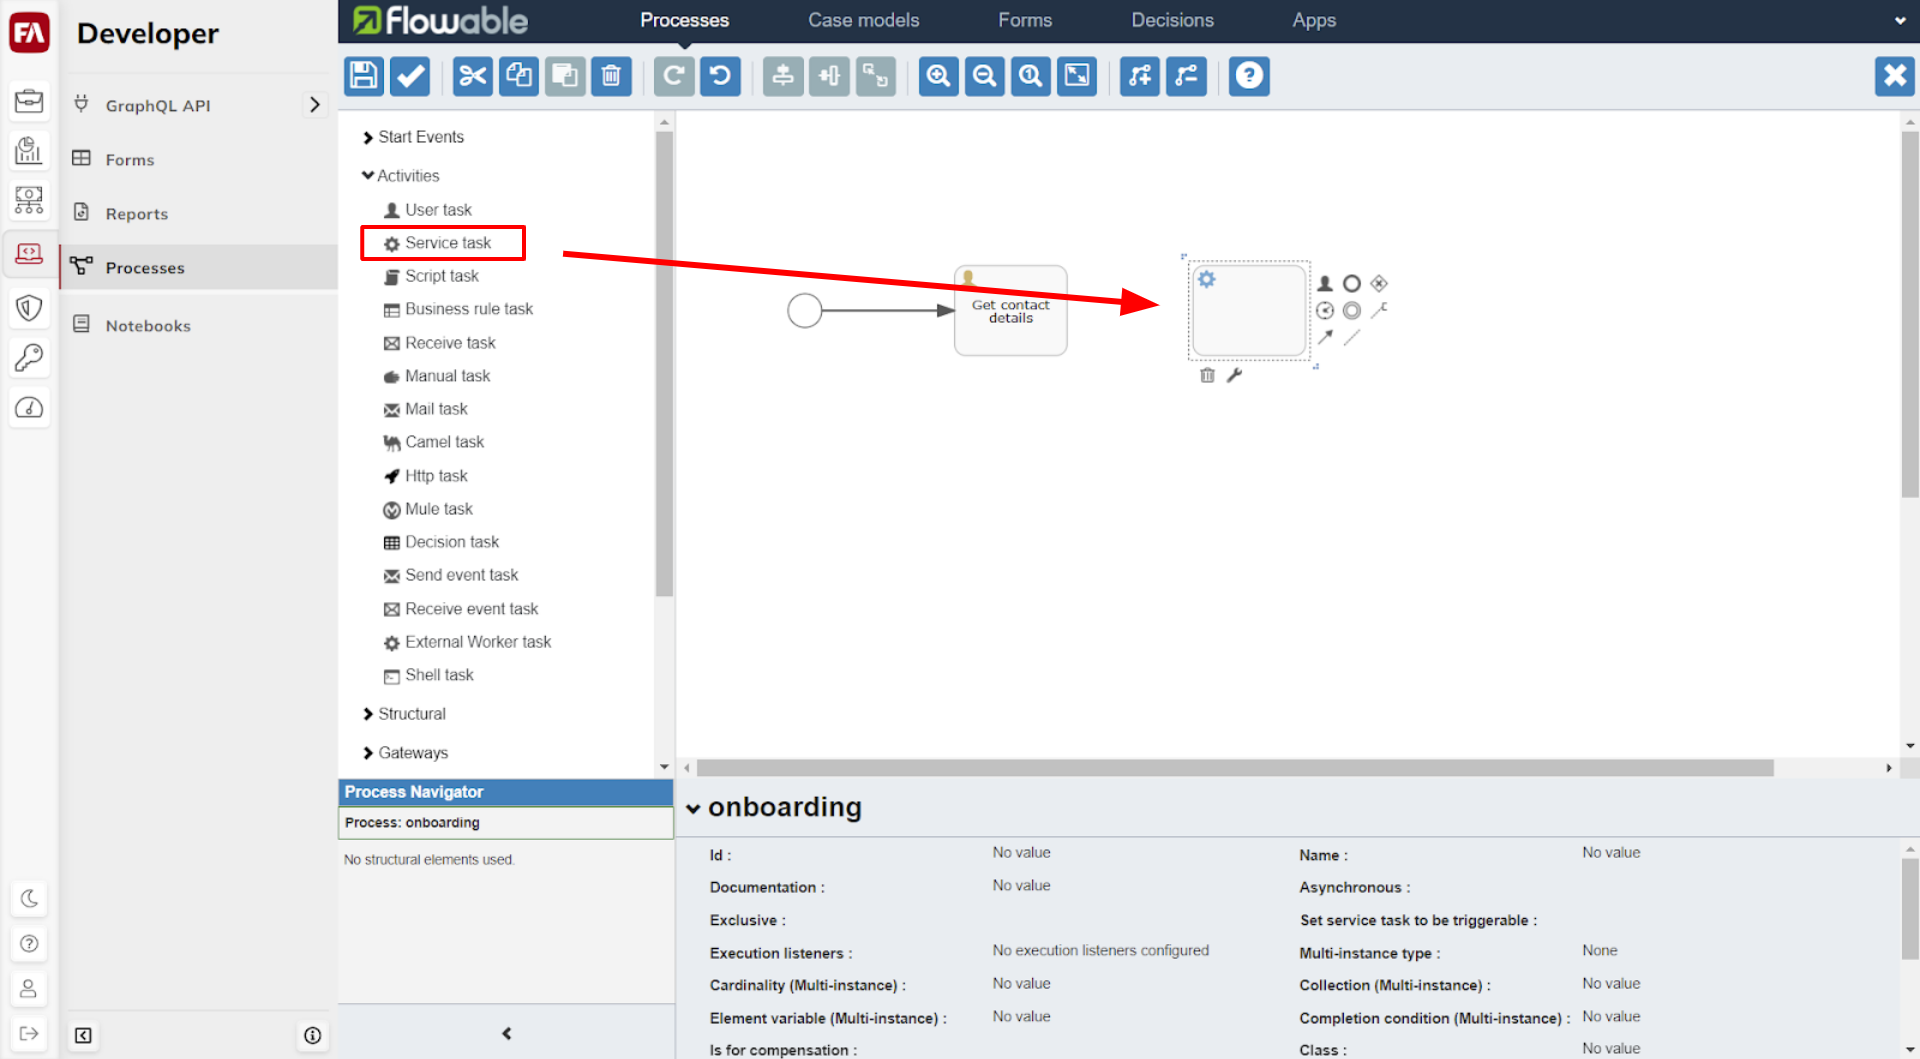 FA
Developer
GraphQL API
Forms
Reports
Processes
Notebooks
Flowable
Processes
Case models
Forms
Decisions
Apps
Start Events
Activities
User task
Service task
Script task
Business rule task
Receive task
Manual task
Mail task
Camel task
Http task
Mule task
Decision task
Send event task
Receive event task
External Worker task
Shell task
Structural
Gateways
Get contact
details
Process Navigator
Process: onboarding
No structural elements used.
onboarding
Id : No value
Name : No value
Documentation : No value
Asynchronous :
Exclusive :
Set service task to be triggerable :
Execution listeners : No execution listeners configured
Multi-instance type : None
Cardinality (Multi-instance) : No value
Collection (Multi-instance) : No value
Element variable (Multi-instance) : No value
Completion condition (Multi-instance) : No value
Is for compensation :
Class : No value